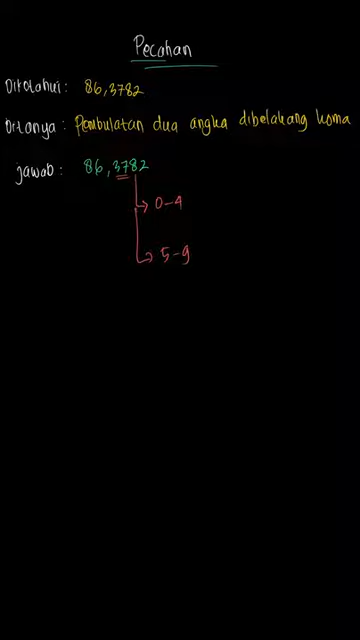 Pecahan
Diketahui: 86,3782
Ditanya: Pembulatan dua angka dibelakang koma
jawab: 86,3782
0-4
5-9